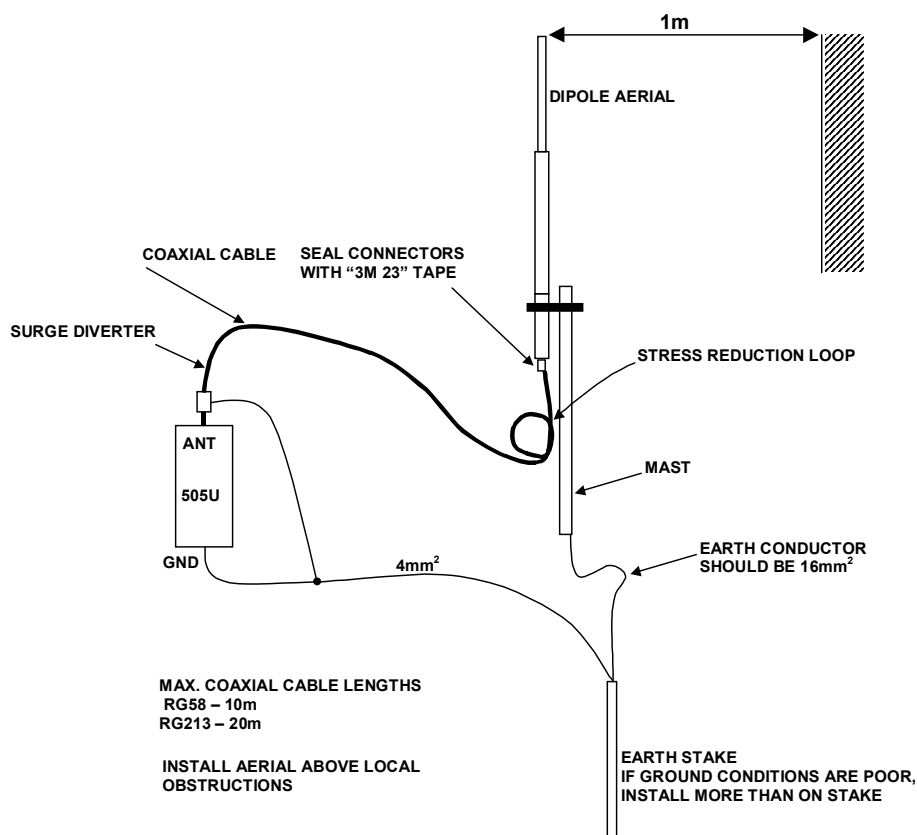 1m
DIPOLE AERIAL
COAXIAL CABLE
SEAL CONNECTORS
WITH “3M 23” TAPE
SURGE DIVERTER
STRESS REDUCTION LOOP
ANT
505U
MAST
GND
4mm²
EARTH CONDUCTOR
SHOULD BE 16mm²
MAX. COAXIAL CABLE LENGTHS
RG58 – 10m
RG213 – 20m
INSTALL AERIAL ABOVE LOCAL
OBSTRUCTIONS
EARTH STAKE
IF GROUND CONDITIONS ARE POOR,
INSTALL MORE THAN ON STAKE